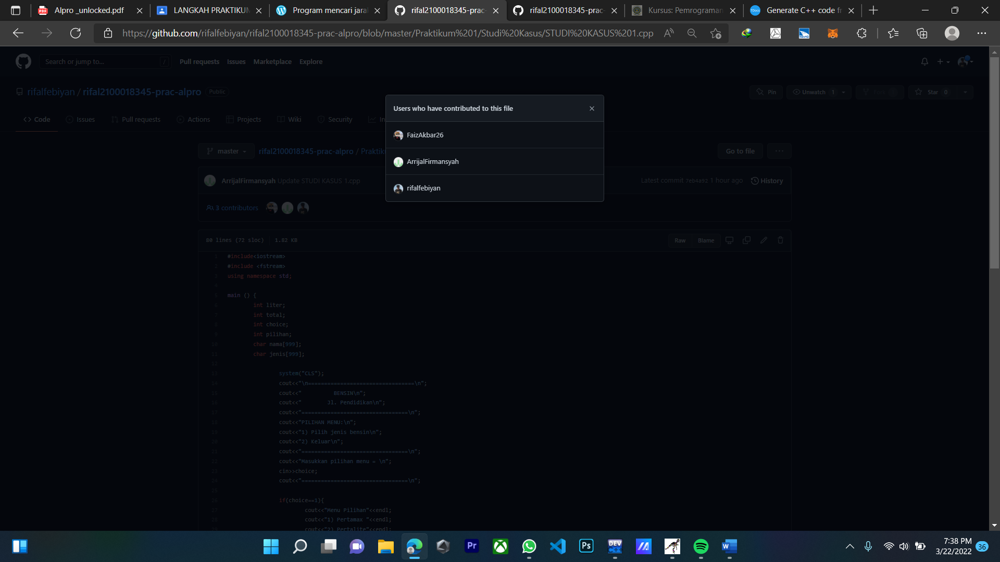 Alpro _unlocked.pdf
LANGKAH PRAKTIKUM
Program mencari jaral
rifal2100018345-prac-
rifal2100018345-prac-
Kursus: Pemrograman
Generate C++ code fr
https://github.com/rifalfebiyan/rifal2100018345-prac-alpro/blob/master/Praktikum%201/Studi%20Kasus/STUDI%20KASUS%201.cpp
Search or jump to... /
Pull requests Issues Marketplace Explore
rifalfebiyan / rifal2100018345-prac-alpro Public
Pin Unwatch 1 Fork Star 0
Code Issues Pull requests Actions Projects Wiki Security In
Users who have contributed to this file
FaizAkbar26
ArrijalFirmansyah
rifalfebiyan
master rifal2100018345-prac-alpro / Praktiku
Go to file ...
ArrijalFirmansyah Update STUDI KASUS 1.cpp
Latest commit 7eb4a92 1 hour ago History
3 contributors
80 lines (72 sloc) 1.82 KB
Raw Blame
1 #include<iostream>
2 #include <fstream>
3 using namespace std;
4
5 main () {
6 int liter;
7 int total;
8 int choice;
9 int pilihan;
10 char nama[999];
11 char jenis[999];
12
13 system("CLS");
14 cout<<"\n=================================\n";
15 cout<<" BENSIN\n";
16 cout<<" Jl. Pendidikan\n";
17 cout<<"=================================\n";
18 cout<<"PILIHAN MENU:\n";
19 cout<<"1) Pilih jenis bensin\n";
20 cout<<"2) Keluar\n";
21 cout<<"=================================\n";
22 cout<<"Masukkan pilihan menu = \n";
23 cin>>choice;
24 cout<<"=================================\n";
25
26 if(choice==1){
27 cout<<"Menu Pilihan"<<endl;
28 cout<<"1) Pertamax "<<endl;
29 cout<<"2) Pertalite"<<endl;
Pr
Ps
DEV
C++
W
7:38 PM
3/22/2022
36